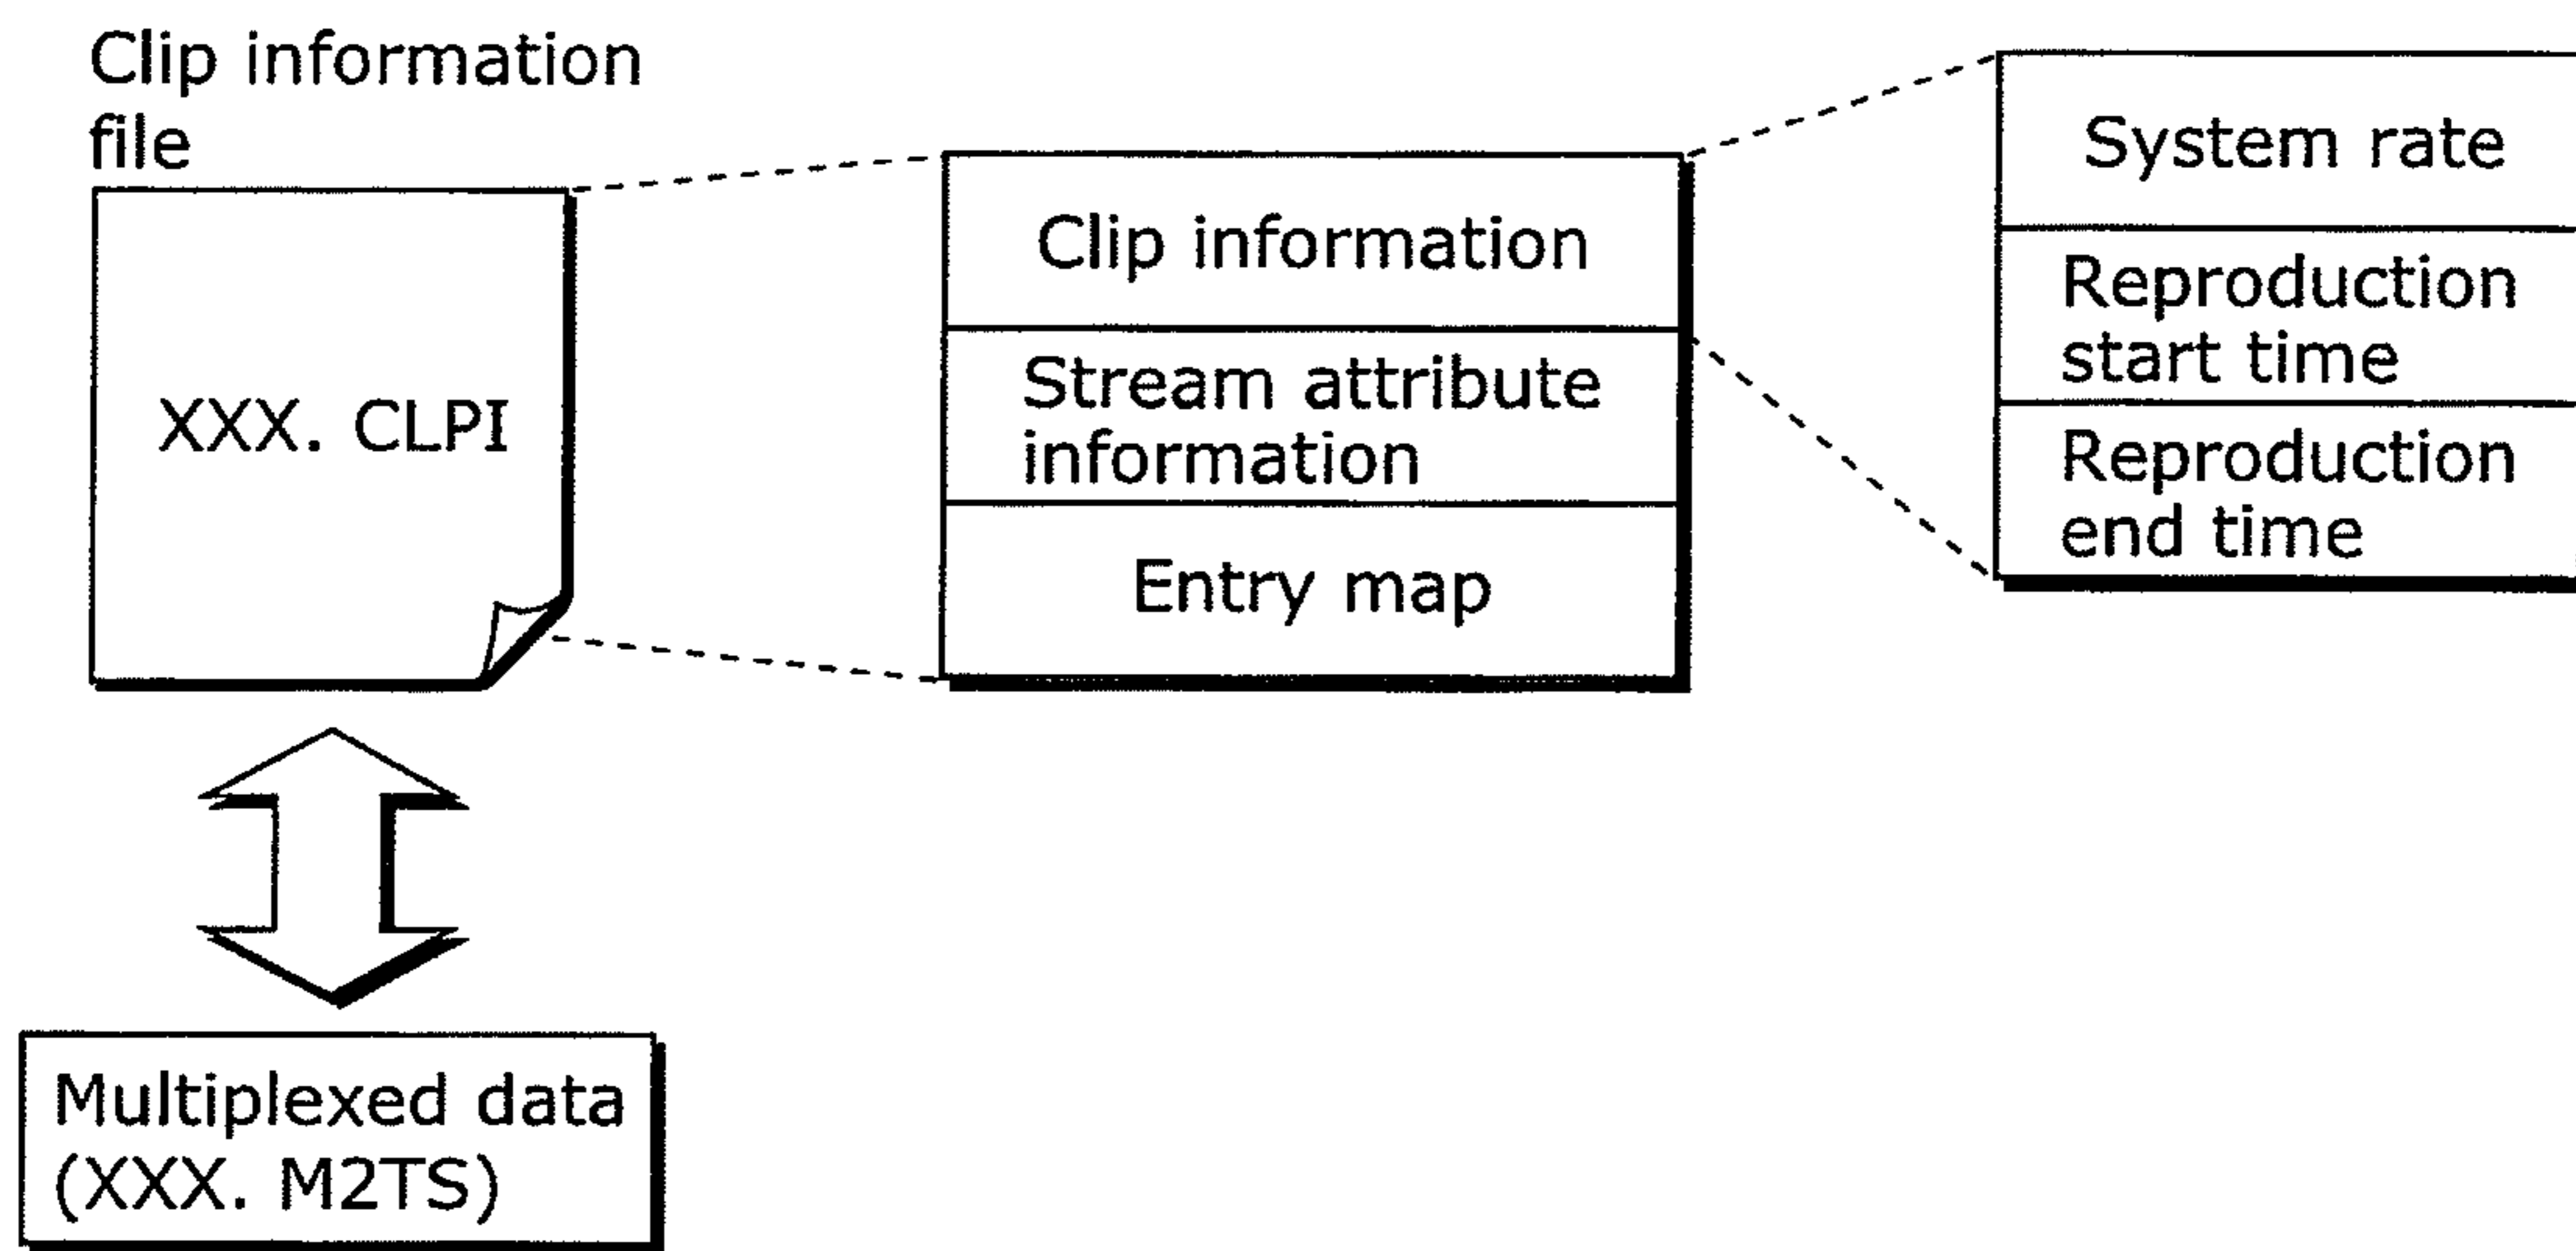 Clip information
file
XXX. CLPI
Clip information
Stream attribute
information
Entry map
System rate
Reproduction
start time
Reproduction
end time
Multiplexed data
(XXX. M2TS)